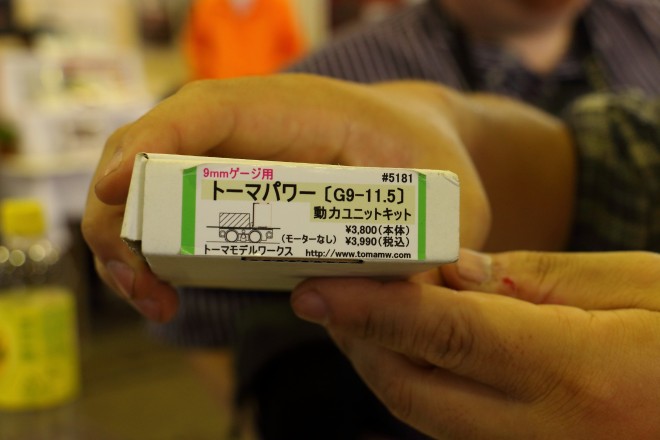 9mmゲージ用 #5181
トーマパワー〔G9-11.5〕
動力ユニットキット
¥3,800(本体)
(モーターなし) ¥3,990(税込)
トーマモデルワークス http://www.tomamw.com